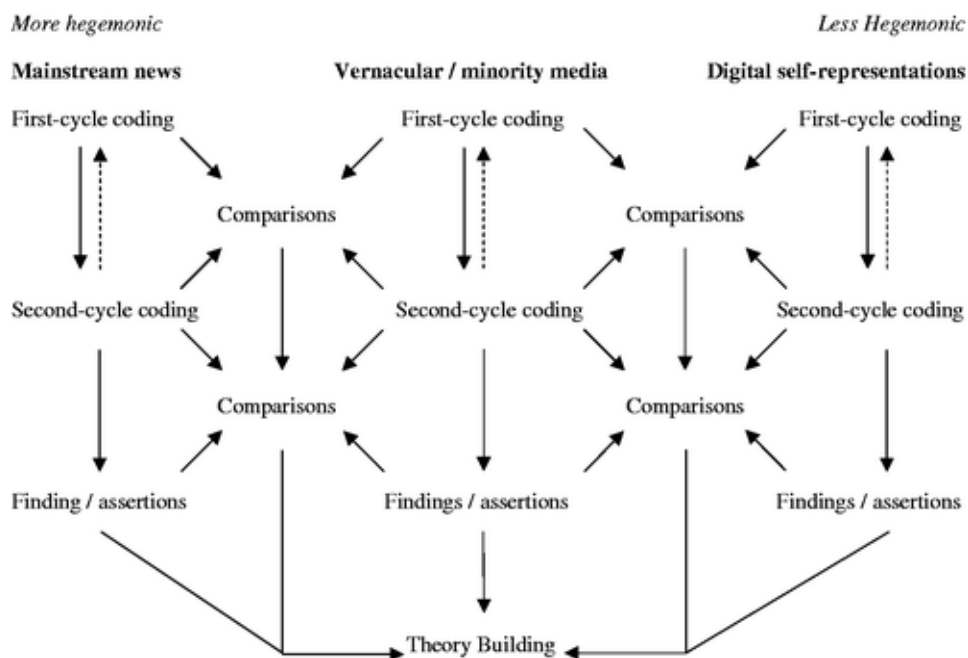 More hegemonic Less Hegemonic
Mainstream news Vernacular / minority media Digital self-representations
First-cycle coding First-cycle coding First-cycle coding
Comparisons Comparisons
Second-cycle coding Second-cycle coding Second-cycle coding
Comparisons Comparisons
Finding / assertions Findings / assertions Findings / assertions
Theory Building